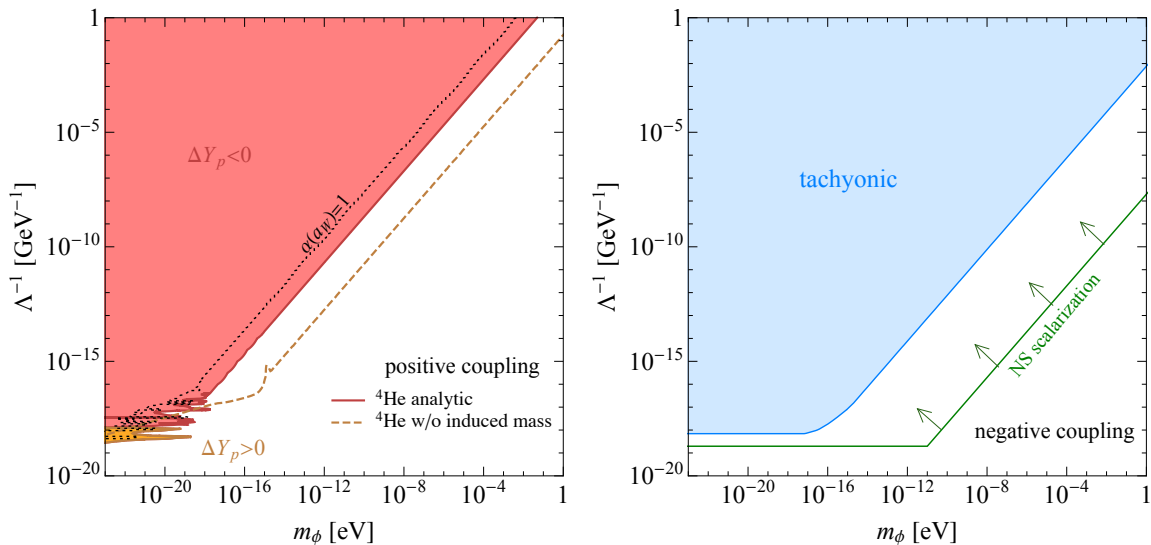 1
10⁻⁵
10⁻¹⁰
10⁻¹⁵
10⁻²⁰
Λ⁻¹ [GeV⁻¹]
ΔYₚ<0
α(a_W)=1
positive coupling
⁴He analytic
⁴He w/o induced mass
ΔYₚ>0
10⁻²⁰ 10⁻¹⁶ 10⁻¹² 10⁻⁸ 10⁻⁴ 1
m_ϕ [eV]
1
10⁻⁵
10⁻¹⁰
10⁻¹⁵
10⁻²⁰
Λ⁻¹ [GeV⁻¹]
tachyonic
NS scalarization
negative coupling
10⁻²⁰ 10⁻¹⁶ 10⁻¹² 10⁻⁸ 10⁻⁴ 1
m_ϕ [eV]